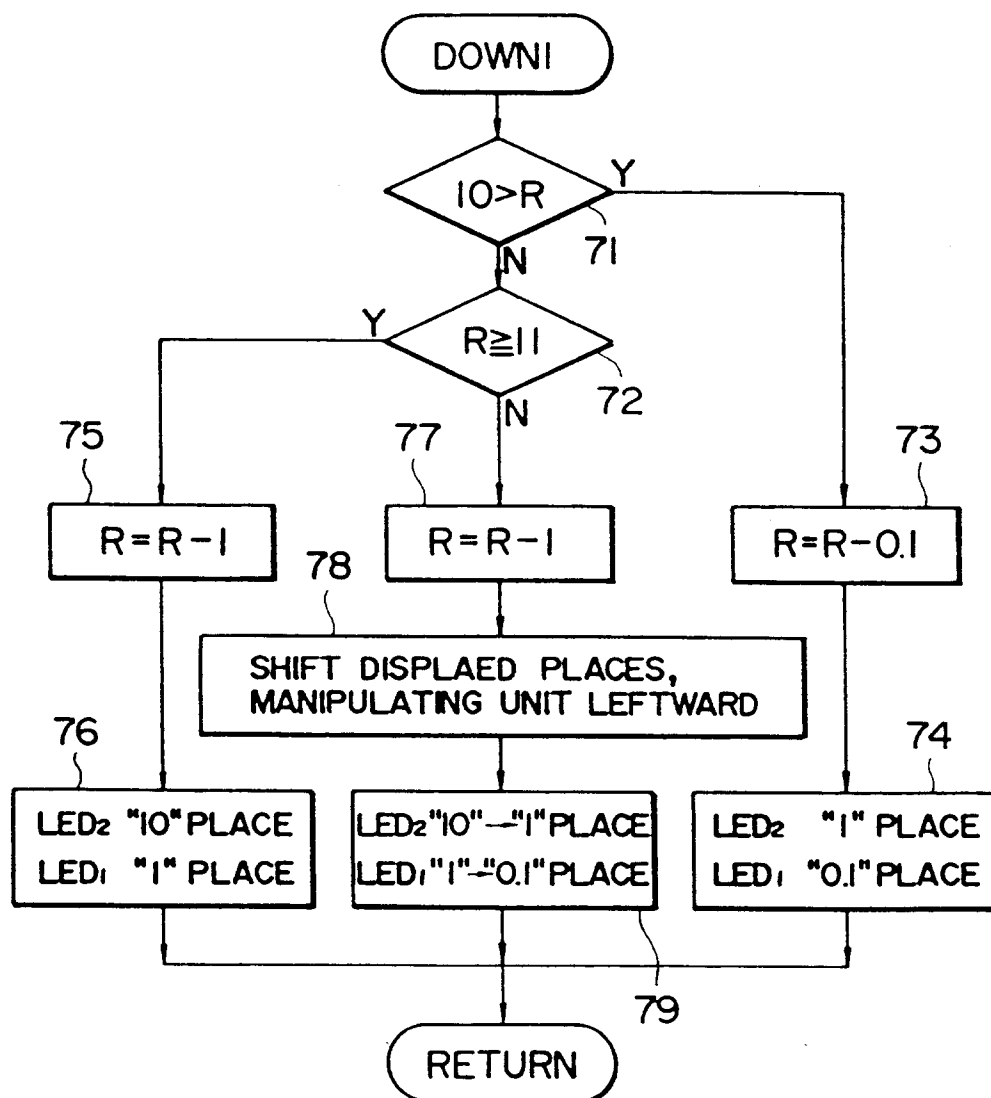 DOWN1
10>R
Y
71
N
Y
R≧11
72
N
75
77
73
R=R-1
R=R-1
R=R-0.1
78
SHIFT DISPLAED PLACES,
MANIPULATING UNIT LEFTWARD
76
74
LED2 "10" PLACE
LED1 "1" PLACE
LED2 "10"→"1" PLACE
LED1 "1"→"0.1" PLACE
LED2 "1" PLACE
LED1 "0.1" PLACE
79
RETURN